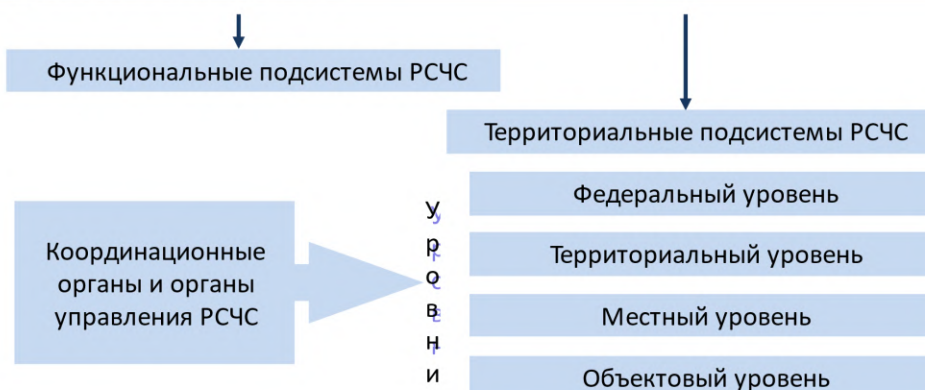 Функциональные подсистемы РСЧС
Территориальные подсистемы РСЧС
Координационные
органы и органы
управления РСЧС
Уровни
Федеральный уровень
Территориальный уровень
Местный уровень
Объектовый уровень